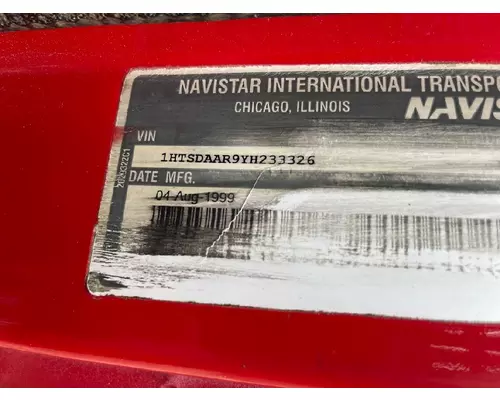 NAVISTAR INTERNATIONAL TRANSPO
CHICAGO, ILLINOIS
NAVIS
VIN
1HTSDAAR9YH233326
DATE MFG.
04-Aug-1999